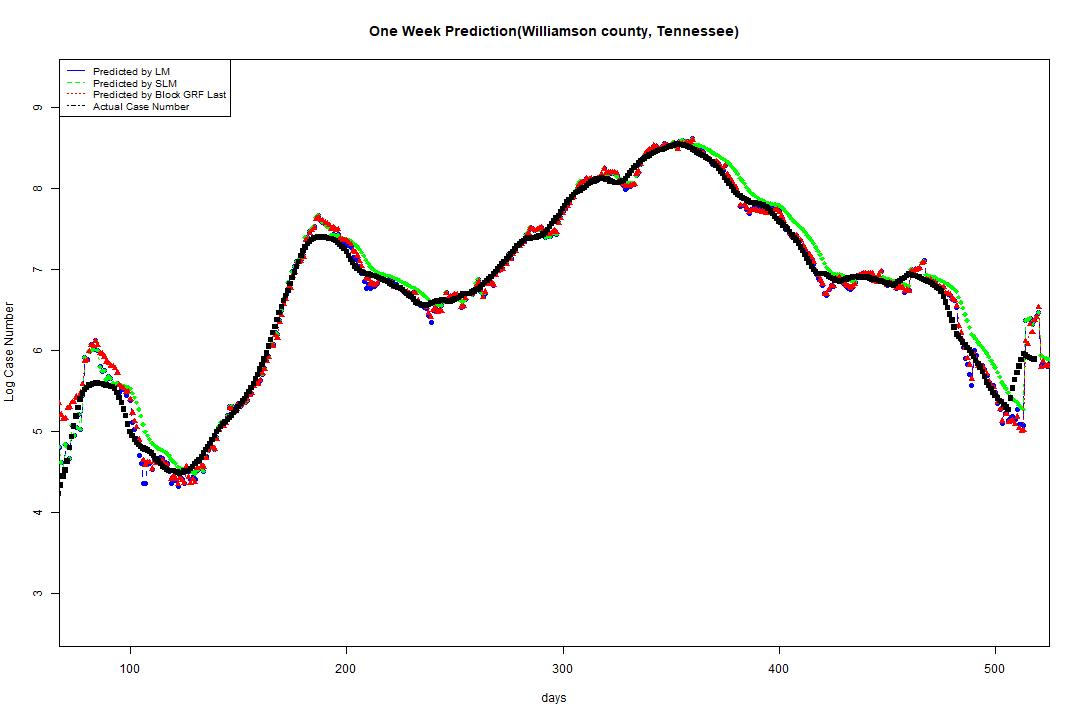 One Week Prediction(Williamson county, Tennessee)
Predicted by LM
Predicted by SLM
Predicted by Block GRF Last
Actual Case Number
9
8
7
6
5
4
3
Log Case Number
100 200 300 400 500
days